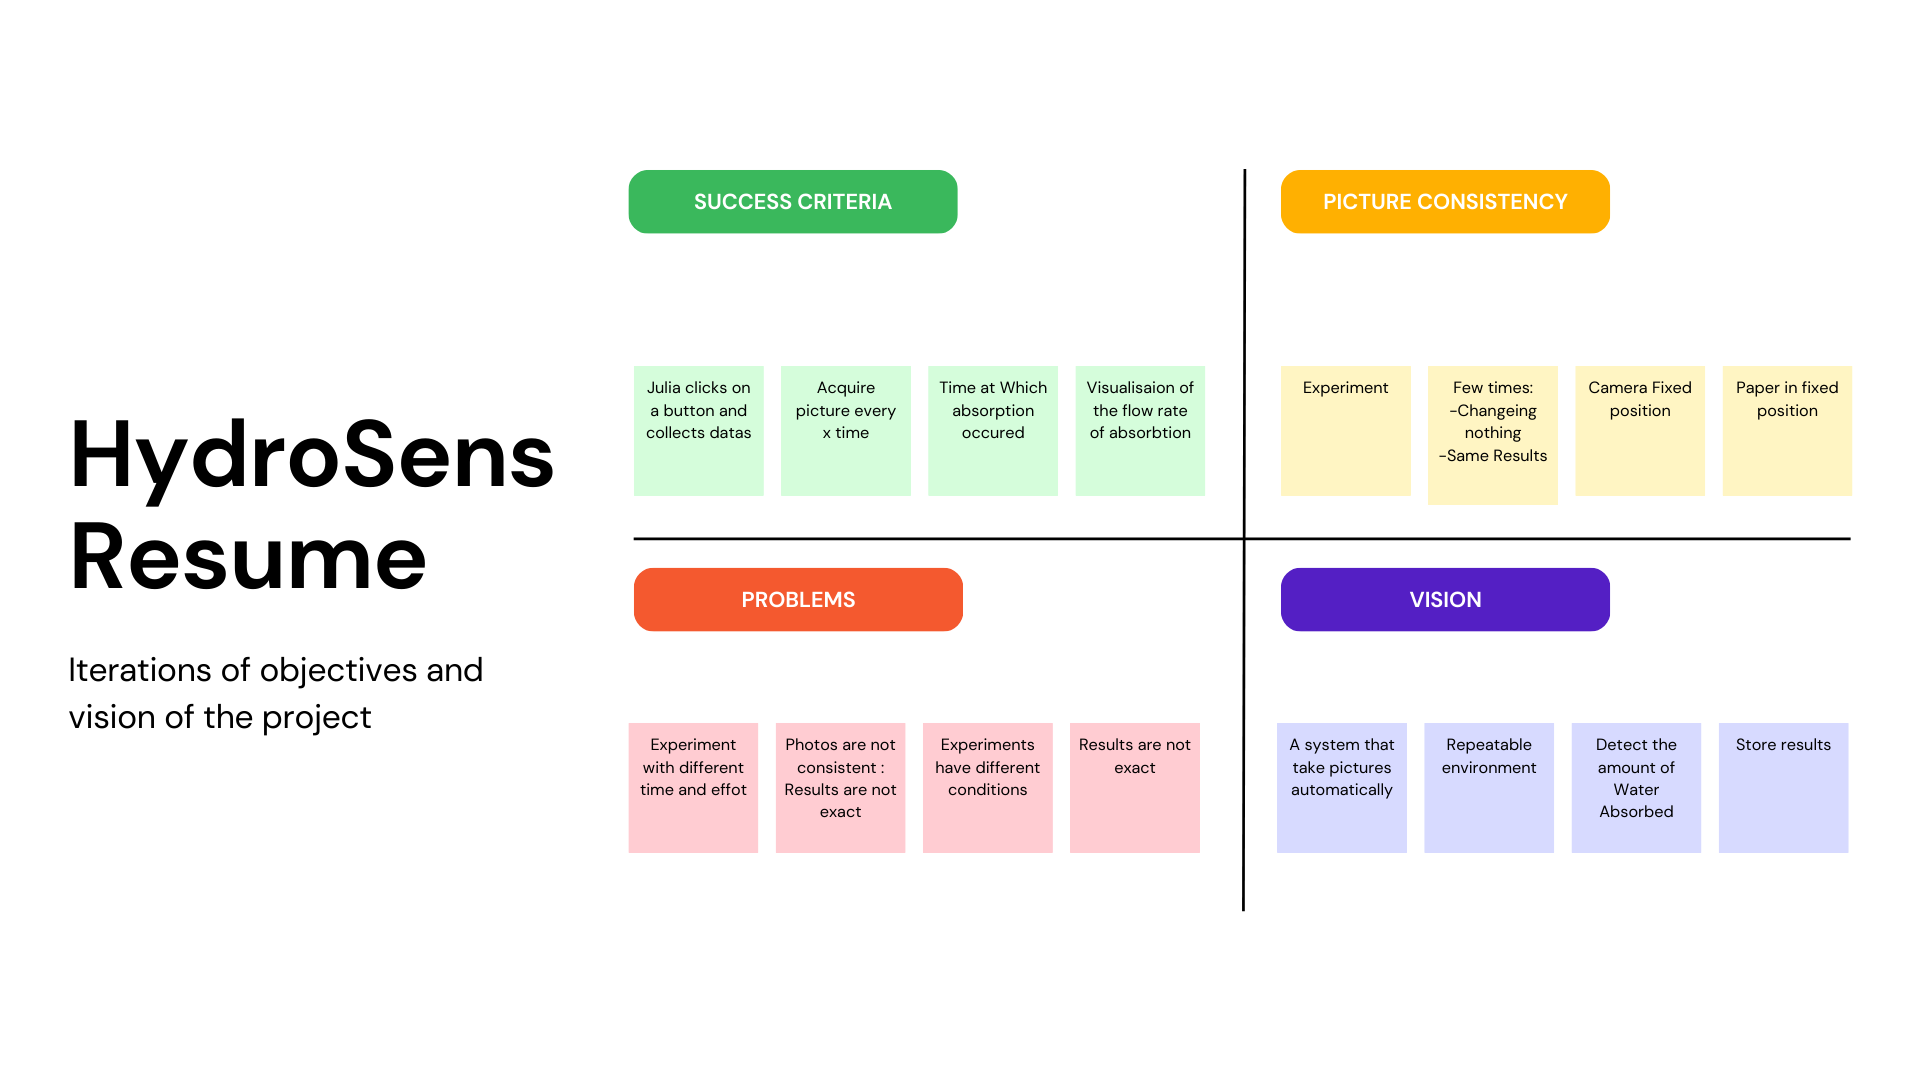 HydroSens
Resume
Iterations of objectives and
vision of the project
SUCCESS CRITERIA
Julia clicks on
a button and
collects datas
Acquire
picture every
x time
Time at Which
absorption
occured
Visualisaion of
the flow rate
of absorbtion
PICTURE CONSISTENCY
Experiment
Few times:
-Changeing
nothing
-Same Results
Camera Fixed
position
Paper in fixed
position
PROBLEMS
Experiment
with different
time and effot
Photos are not
consistent :
Results are not
exact
Experiments
have different
conditions
Results are not
exact
VISION
A system that
take pictures
automatically
Repeatable
environment
Detect the
amount of
Water
Absorbed
Store results